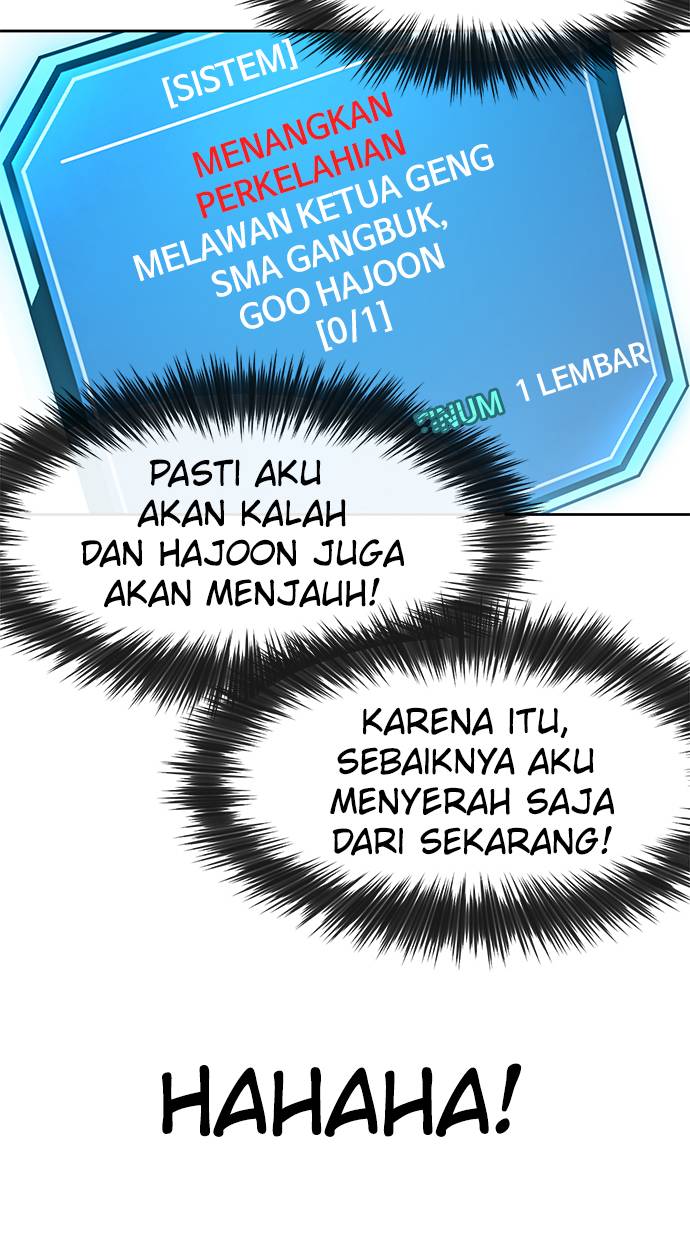 [SISTEM]
MENANGKAN
PERKELAHIAN
MELAWAN KETUA GENG
SMA GANGBUK,
GOO HAJOON
[0/1]
1 LEMBAR
PASTI AKU
AKAN KALAH
DAN HAJOON JUGA
AKAN MENJAUH!
KARENA ITU,
SEBAIKNYA AKU
MENYERAH SAJA
DARI SEKARANG!
HAHAHA!